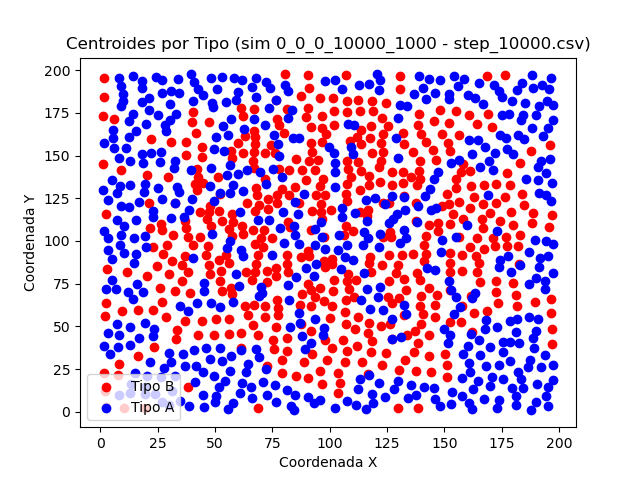 Centroides por Tipo (sim 0_0_0_10000_1000 - step_10000.csv)
200
175
150
125
100
75
50
25
0
Coordenada Y
Tipo B
Tipo A
0 25 50 75 100 125 150 175 200
Coordenada X